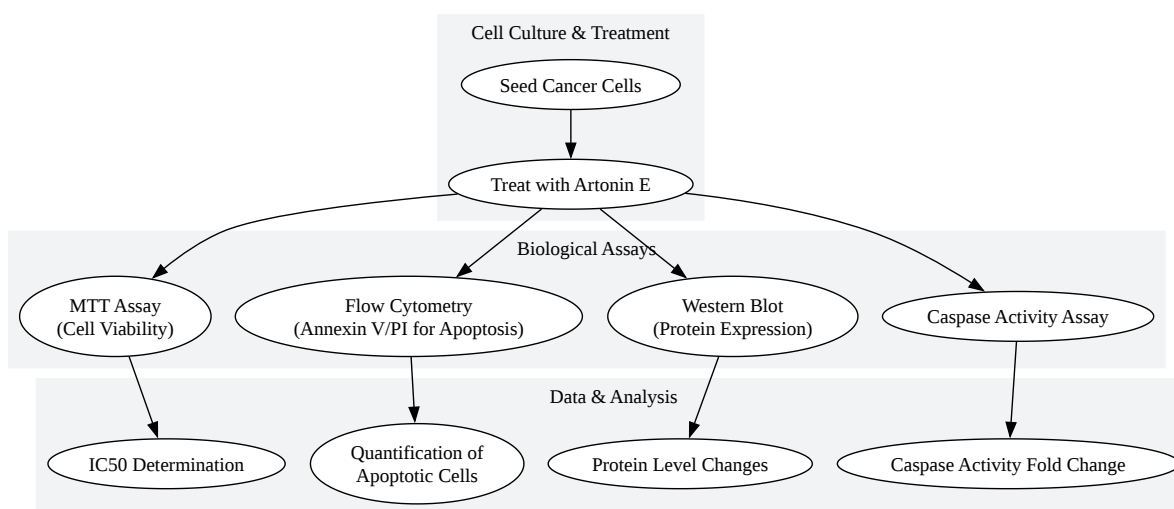 Cell Culture & Treatment
Seed Cancer Cells
Treat with Artonin E
Biological Assays
MTT Assay
(Cell Viability)
Flow Cytometry
(Annexin V/PI for Apoptosis)
Western Blot
(Protein Expression)
Caspase Activity Assay
Data & Analysis
IC50 Determination
Quantification of
Apoptotic Cells
Protein Level Changes
Caspase Activity Fold Change